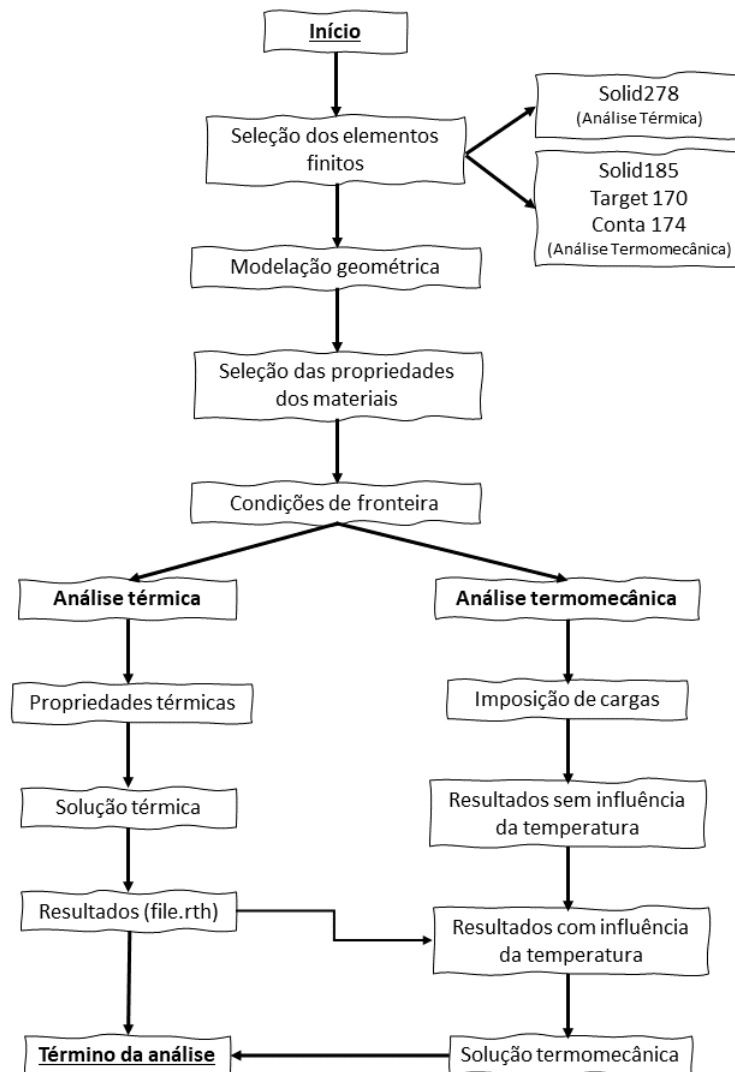 Início
Seleção dos elementos
finitos
Solid278
(Análise Térmica)
Solid185
Target 170
Conta 174
(Análise Termomecânica)
Modelação geométrica
Seleção das propriedades
dos materiais
Condições de fronteira
Análise térmica
Propriedades térmicas
Solução térmica
Resultados (file.rth)
Análise termomecânica
Imposição de cargas
Resultados sem influência
da temperatura
Resultados com influência
da temperatura
Solução termomecânica
Término da análise